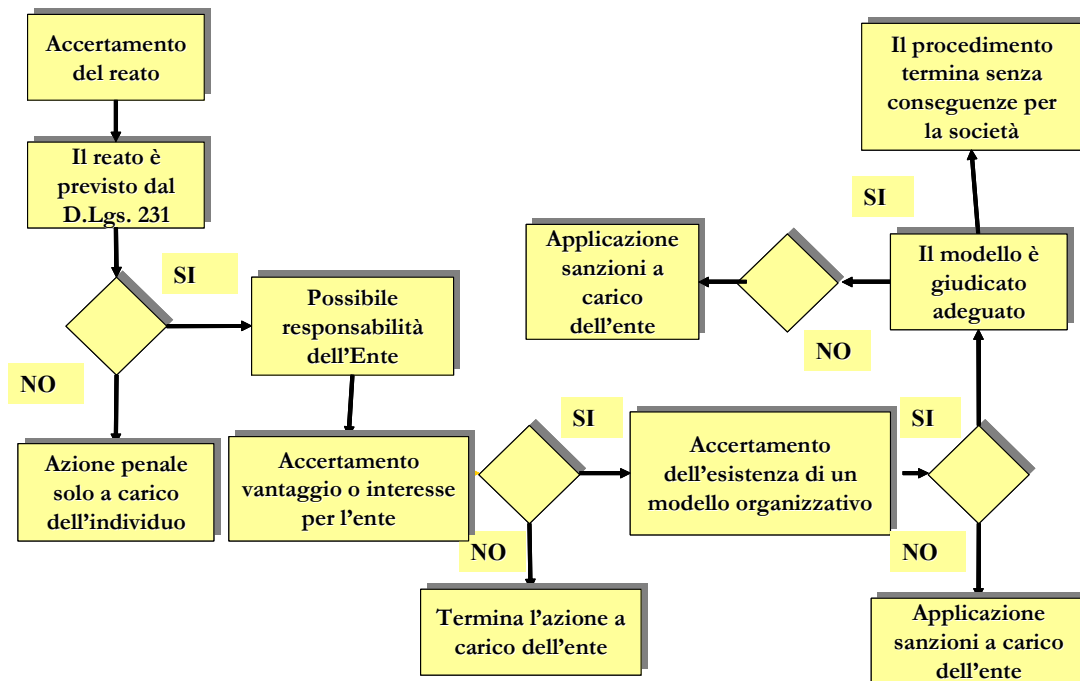 Accertamento
del reato
Il reato è
previsto dal
D.Lgs. 231
SI
NO
Possibile
responsabilità
dell'Ente
Azione penale
solo a carico
dell'individuo
Accertamento
vantaggio o interesse
per l'ente
SI
NO
Termina l'azione a
carico dell'ente
Accertamento
dell'esistenza di un
modello organizzativo
SI
NO
Applicazione
sanzioni a carico
dell'ente
Il modello è
giudicato
adeguato
SI
NO
Applicazione
sanzioni a
carico
dell'ente
Il procedimento
termina senza
conseguenze per
la società